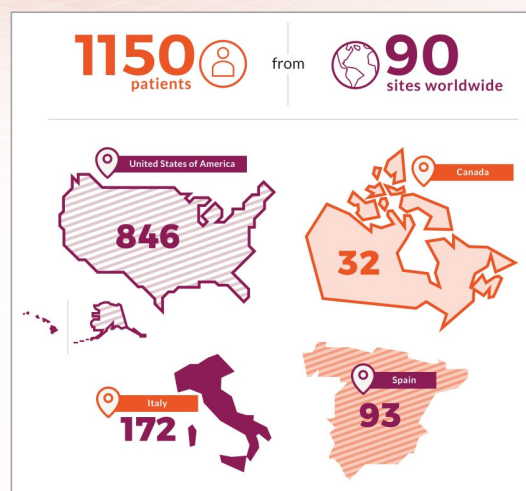 1150
patients
from
90
sites worldwide
United States of America
846
Canada
32
Italy
172
Spain
93